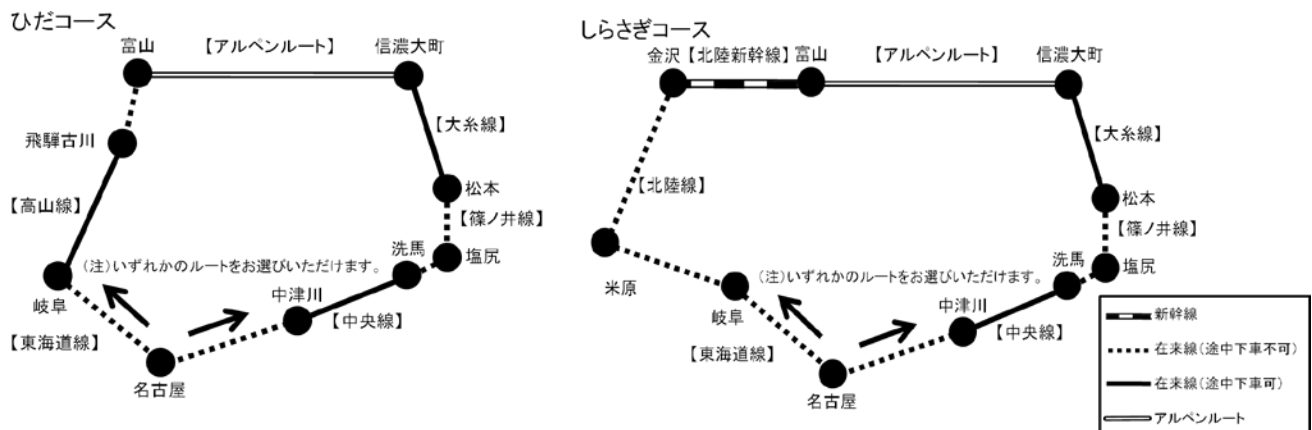 ひだコース
富山
【アルペンルート】
信濃大町
飛騨古川
【大糸線】
【高山線】
松本
【篠ノ井線】
洗馬
塩尻
(注)いずれかのルートをお選びいただけます。
岐阜
中津川
【中央線】
【東海道線】
名古屋
しらさぎコース
金沢
【北陸新幹線】
富山
【アルペンルート】
信濃大町
【大糸線】
【北陸線】
松本
【篠ノ井線】
洗馬
塩尻
米原
(注)いずれかのルートをお選びいただけます。
岐阜
中津川
【中央線】
【東海道線】
名古屋
新幹線
在来線(途中下車不可)
在来線(途中下車可)
アルペンルート